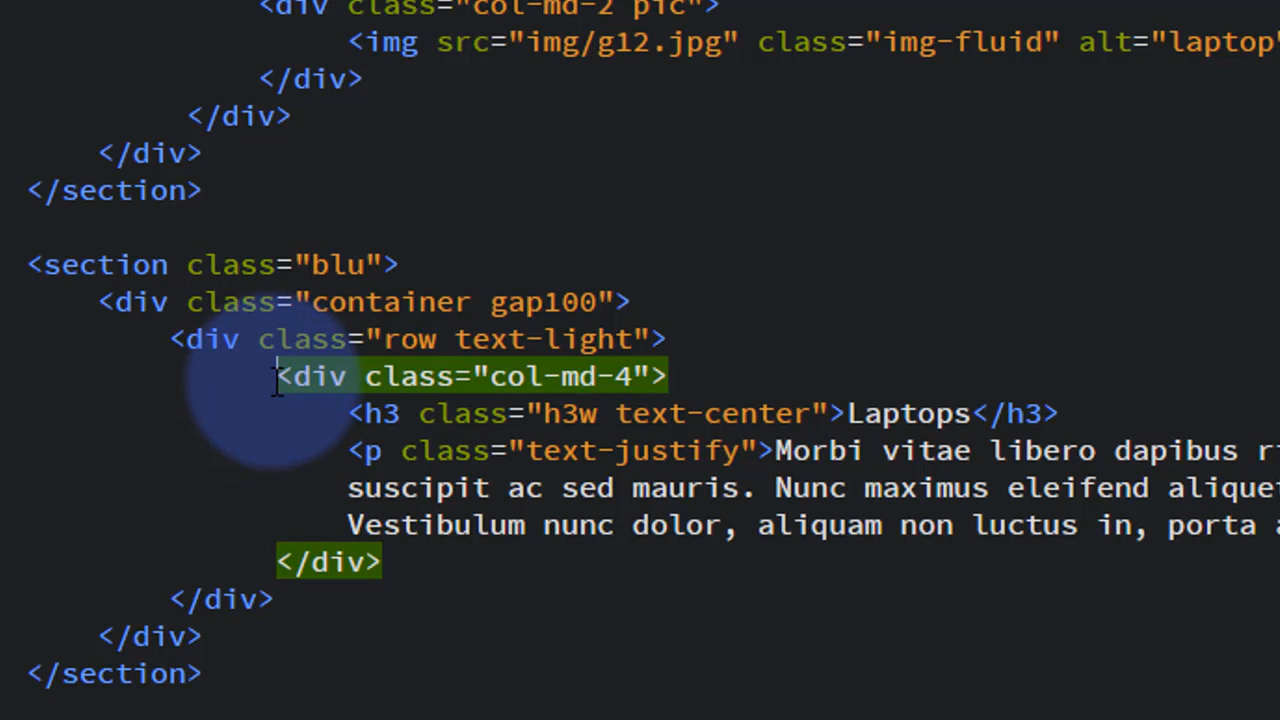 <div class="col-md-2 pic">
<img src="img/g12.jpg" class="img-fluid" alt="laptop"
</div>
</div>
</div>
</section>
<section class="blu">
<div class="container gap100">
<div class="row text-light">
<div class="col-md-4">
<h3 class="h3w text-center">Laptops</h3>
<p class="text-justify">Morbi vitae libero dapibus
suscipit ac sed mauris. Nunc maximus eleifend
Vestibulum nunc dolor, aliquam non luctus in, porta
</div>
</div>
</div>
</section>